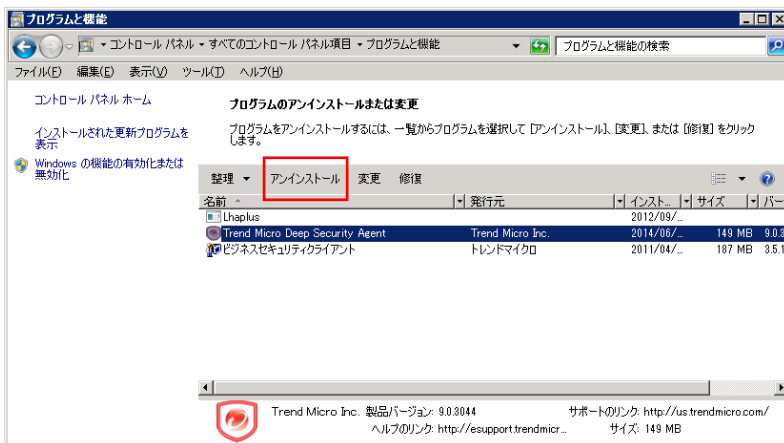 プログラムと機能
コントロール パネル ▸ すべてのコントロール パネル項目 ▸ プログラムと機能 プログラムと機能の検索
ファイル(F) 編集(E) 表示(V) ツール(T) ヘルプ(H)
コントロール パネル ホーム
インストールされた更新プログラムを
表示
Windows の機能の有効化または
無効化
プログラムのアンインストールまたは変更
プログラムをアンインストールするには、一覧からプログラムを選択して [アンインストール]、[変更]、または [修復] をクリック
します。
整理 アンインストール 変更 修復
名前 発行元 インスト... サイズ バー
Lhaplus 2012/09/...
Trend Micro Deep Security Agent Trend Micro Inc. 2014/06/... 149 MB 9.0.3
ビジネスセキュリティクライアント トレンドマイクロ 2011/04/... 187 MB 3.5.1
Trend Micro Inc. 製品バージョン: 9.0.3044 サポートのリンク: http://us.trendmicro.com/
ヘルプのリンク: http://esupport.trendmicr... サイズ: 149 MB